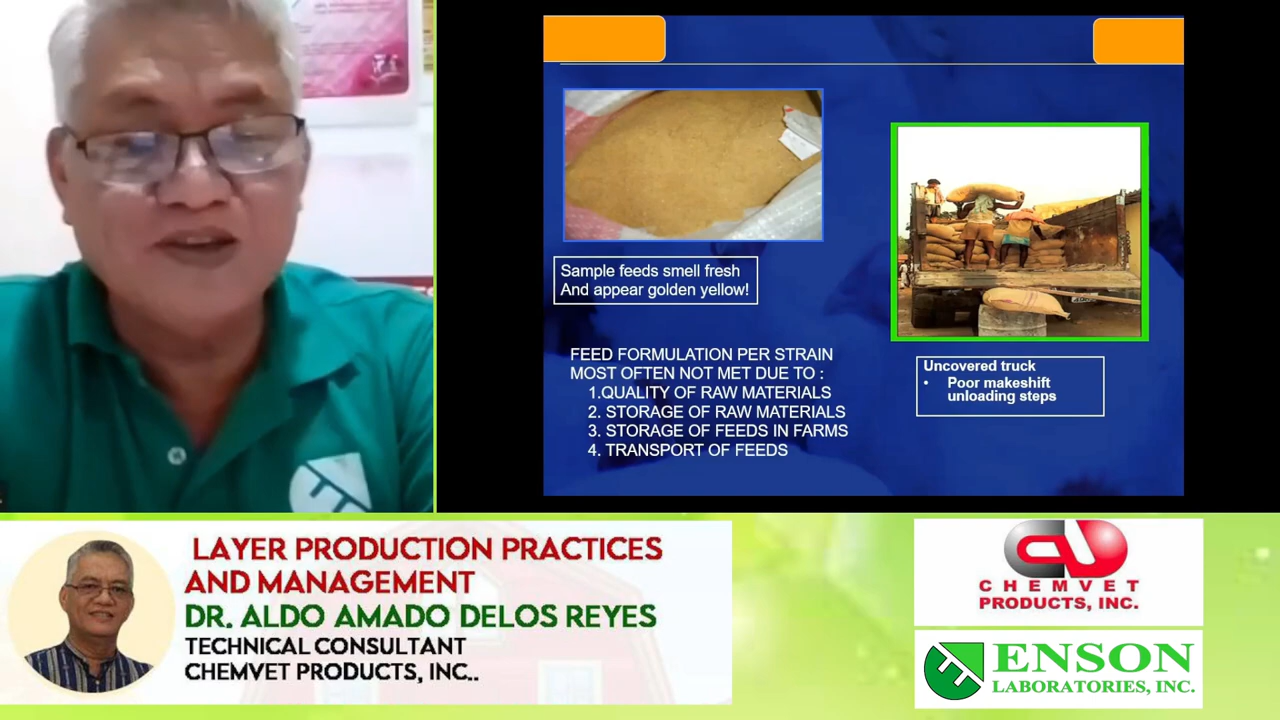 Sample feeds smell fresh
And appear golden yellow!
FEED FORMULATION PER STRAIN
MOST OFTEN NOT MET DUE TO :
1.QUALITY OF RAW MATERIALS
2. STORAGE OF RAW MATERIALS
3. STORAGE OF FEEDS IN FARMS
4. TRANSPORT OF FEEDS
Uncovered truck
• Poor makeshift
unloading steps
LAYER PRODUCTION PRACTICES
AND MANAGEMENT
DR. ALDO AMADO DELOS REYES
TECHNICAL CONSULTANT
CHEMVET PRODUCTS, INC..
CHEMVET
PRODUCTS, INC.
ENSON
LABORATORIES, INC.